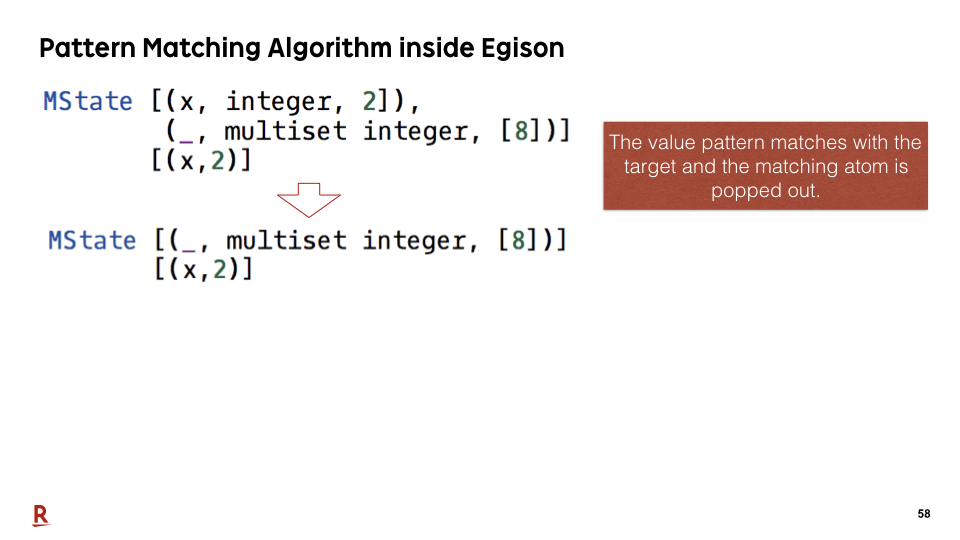 Pattern Matching Algorithm inside Egison
MState [(x, integer, 2]),
(_, multiset integer, [8])]
[(x,2)]
The value pattern matches with the
target and the matching atom is
popped out.
MState [(_, multiset integer, [8])]
[(x,2)]
R
58